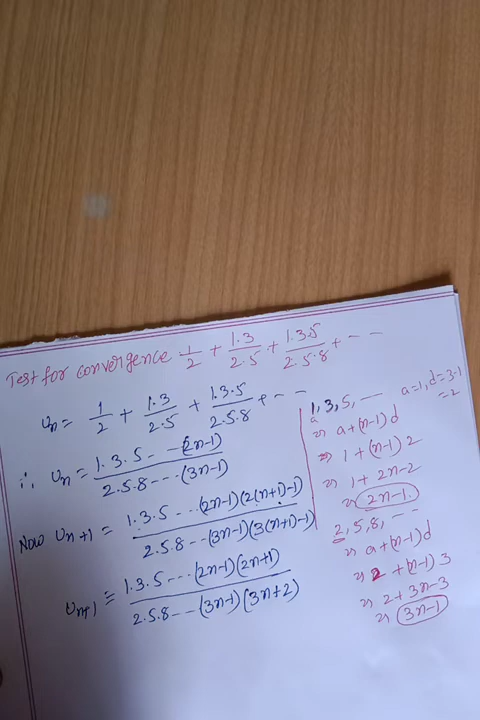 Test for convergence 1/2 + 1.3/2.5 + 1.3.5/2.5.8 + - -
Un = 1/2 + 1.3/2.5 + 1.3.5/2.5.8 + - -
∴ Un = 1.3.5 - - (2n-1)/2.5.8 - - - (3n-1)
Now Un+1 = 1.3.5 - - - (2n-1)(2(n+1)-1)/2.5.8 - - (3n-1)(3(n+1)-1)
Un+1 = 1.3.5 - - - (2n-1)(2n+1)/2.5.8 - - - (3n-1)(3n+2)
1, 3, 5, - - a=1, d=3-1
=2
a
⇒ a+(n-1)d
⇒ 1+(n-1)2
⇒ 1+2n-2
⇒ 2n-1.
2, 5, 8, - -
⇒ a+(n-1)d
⇒ 2+(n-1)3
⇒ 2+3n-3
⇒ 3n-1